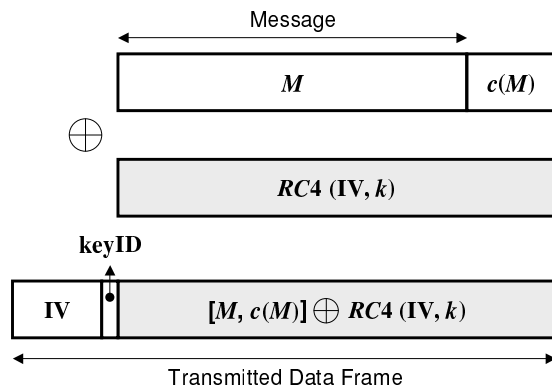 Message
M c(M)
⊕
RC4 (IV, k)
keyID
IV [M, c(M)] ⊕ RC4 (IV, k)
Transmitted Data Frame